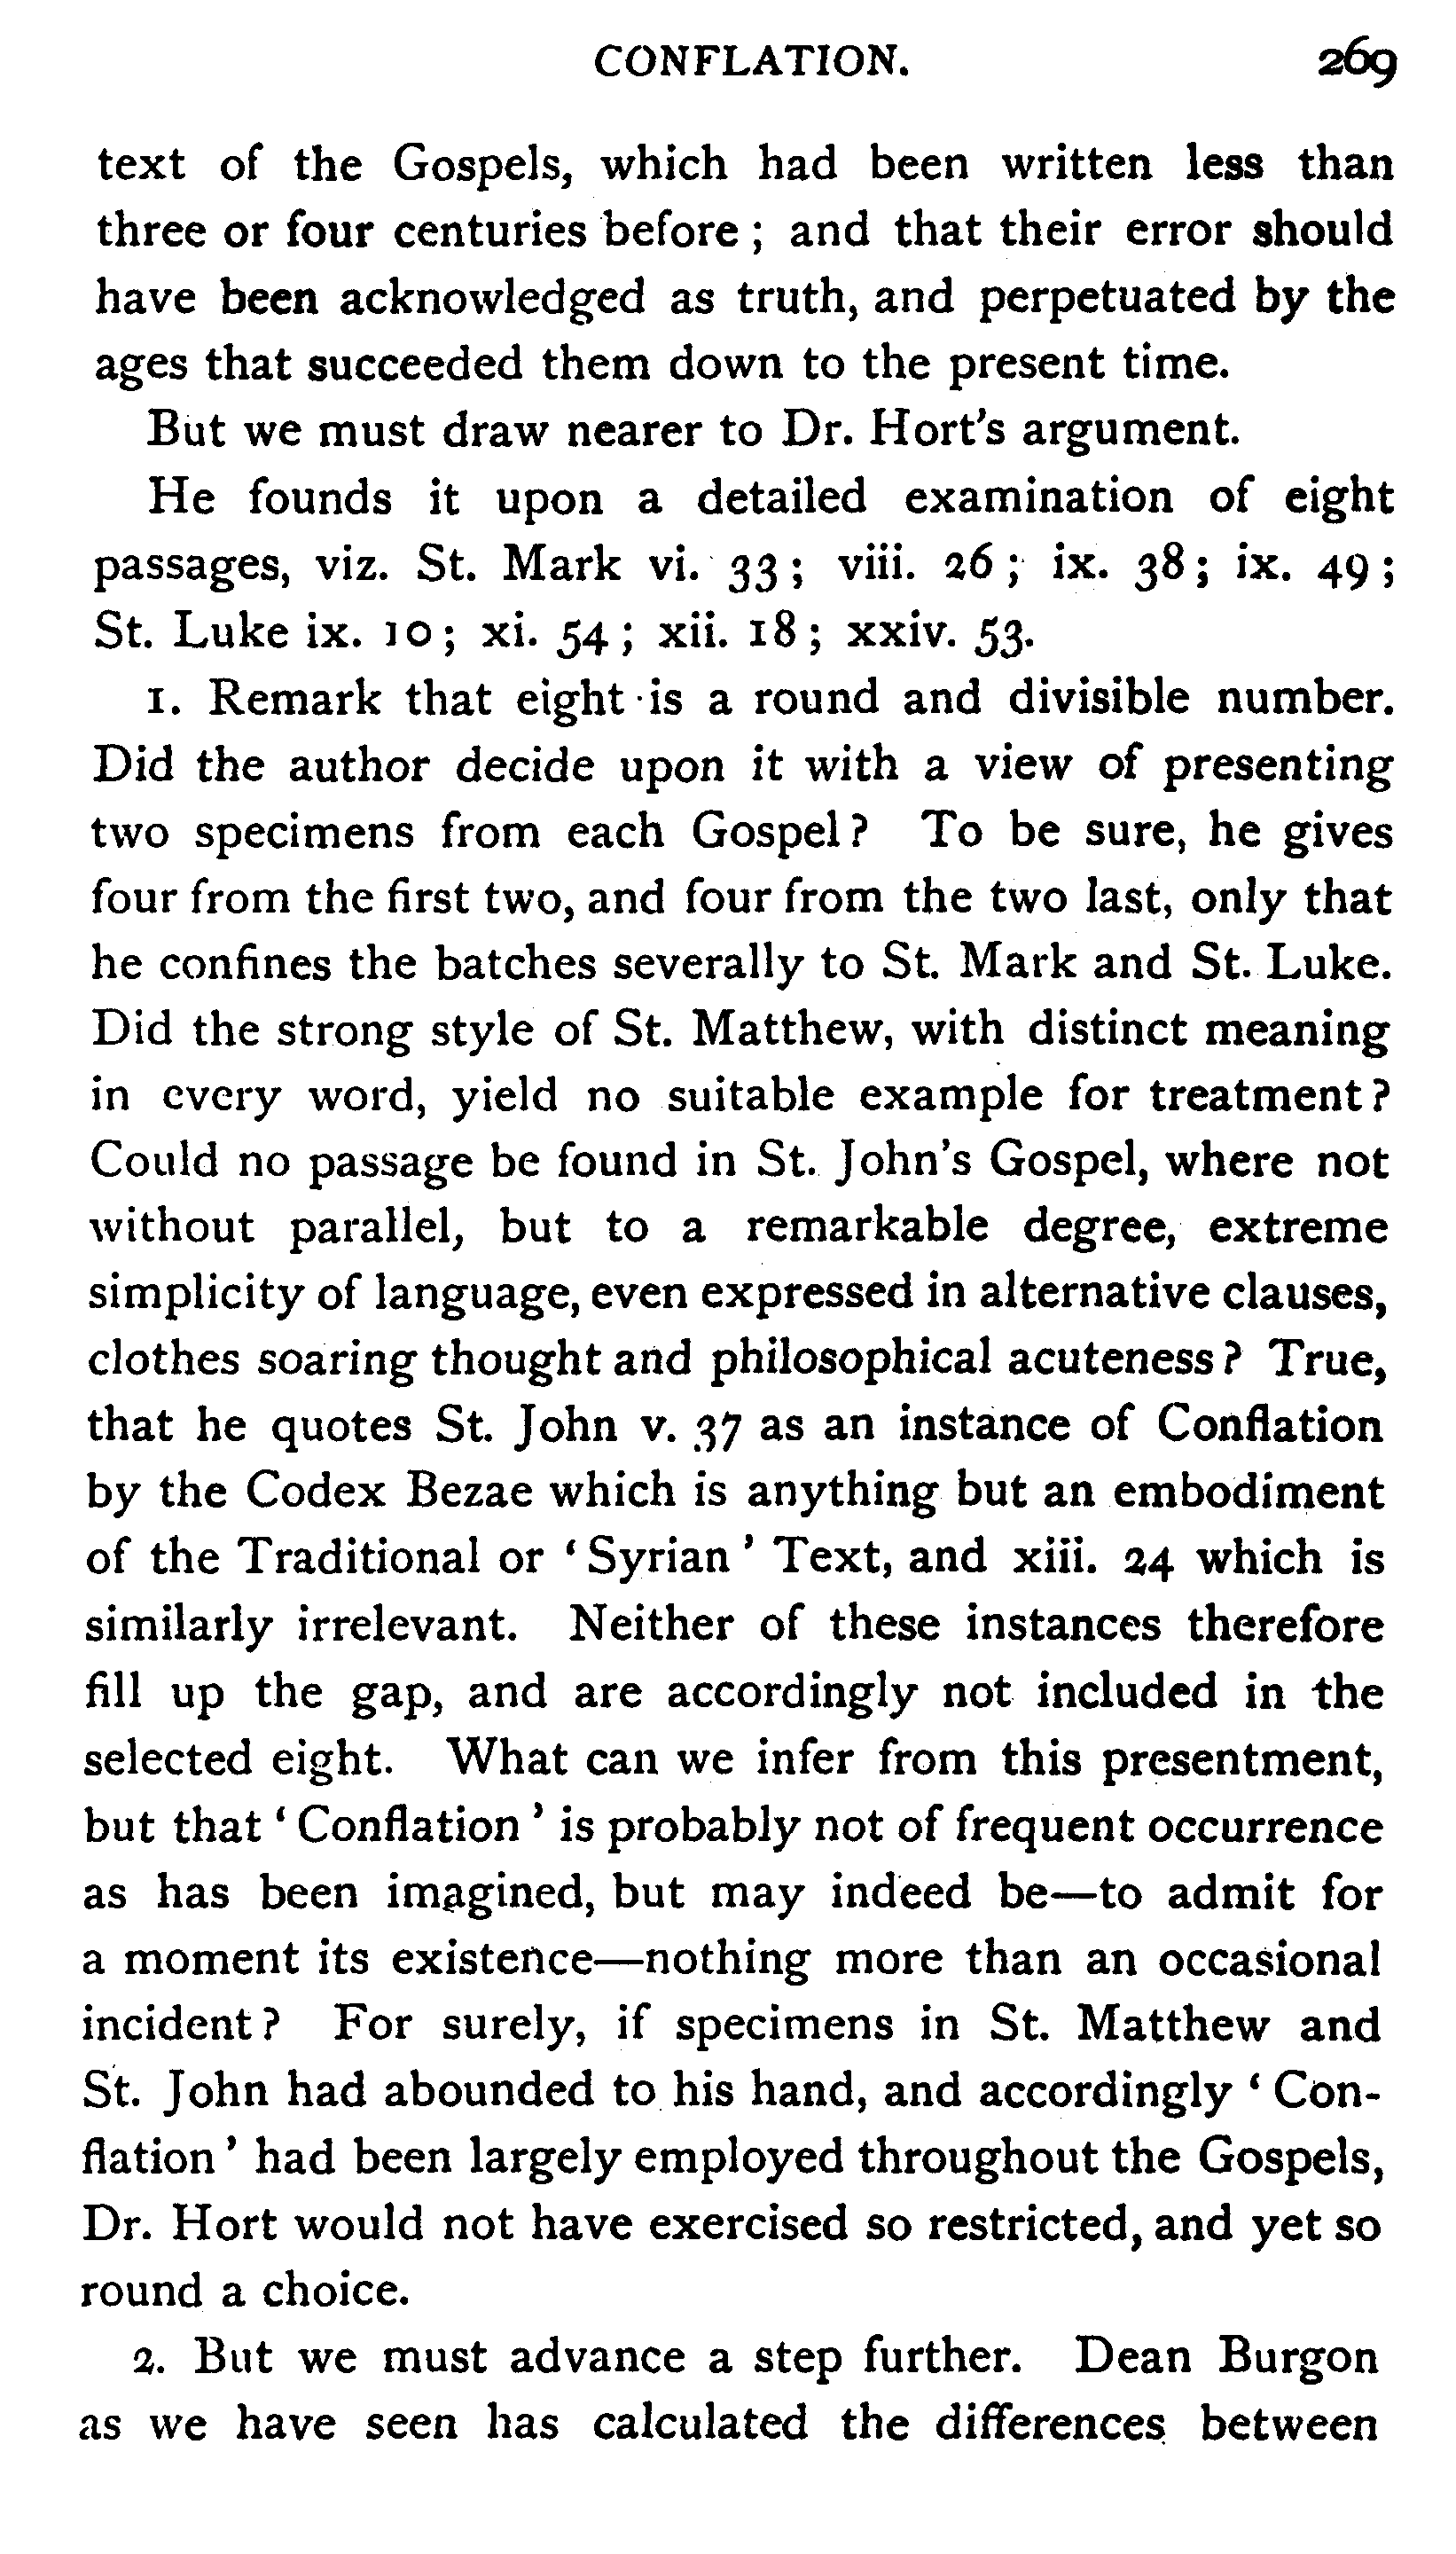 CONFLATION. 269
text of the Gospels, which had been written less than
three or four centuries before ; and that their error should
have been acknowledged as truth, and perpetuated by the
ages that succeeded them down to the present time.
But we must draw nearer to Dr. Hort's argument.
He founds it upon a detailed examination of eight
passages, viz. St. Mark vi. 33 ; viii. 26 ; ix. 38 ; ix. 49 ;
St. Luke ix. 10 ; xi. 54 ; xii. 18 ; xxiv. 53.
1. Remark that eight is a round and divisible number.
Did the author decide upon it with a view of presenting
two specimens from each Gospel ? To be sure, he gives
four from the first two, and four from the two last, only that
he confines the batches severally to St. Mark and St. Luke.
Did the strong style of St. Matthew, with distinct meaning
in every word, yield no suitable example for treatment ?
Could no passage be found in St. John's Gospel, where not
without parallel, but to a remarkable degree, extreme
simplicity of language, even expressed in alternative clauses,
clothes soaring thought and philosophical acuteness ? True,
that he quotes St. John v. 37 as an instance of Conflation
by the Codex Bezae which is anything but an embodiment
of the Traditional or ‘ Syrian ’ Text, and xiii. 24 which is
similarly irrelevant. Neither of these instances therefore
fill up the gap, and are accordingly not included in the
selected eight. What can we infer from this presentment,
but that ‘ Conflation ’ is probably not of frequent occurrence
as has been imagined, but may indeed be—to admit for
a moment its existence—nothing more than an occasional
incident ? For surely, if specimens in St. Matthew and
St. John had abounded to his hand, and accordingly ‘ Con-
flation ’ had been largely employed throughout the Gospels,
Dr. Hort would not have exercised so restricted, and yet so
round a choice.
2. But we must advance a step further. Dean Burgon
as we have seen has calculated the differences between